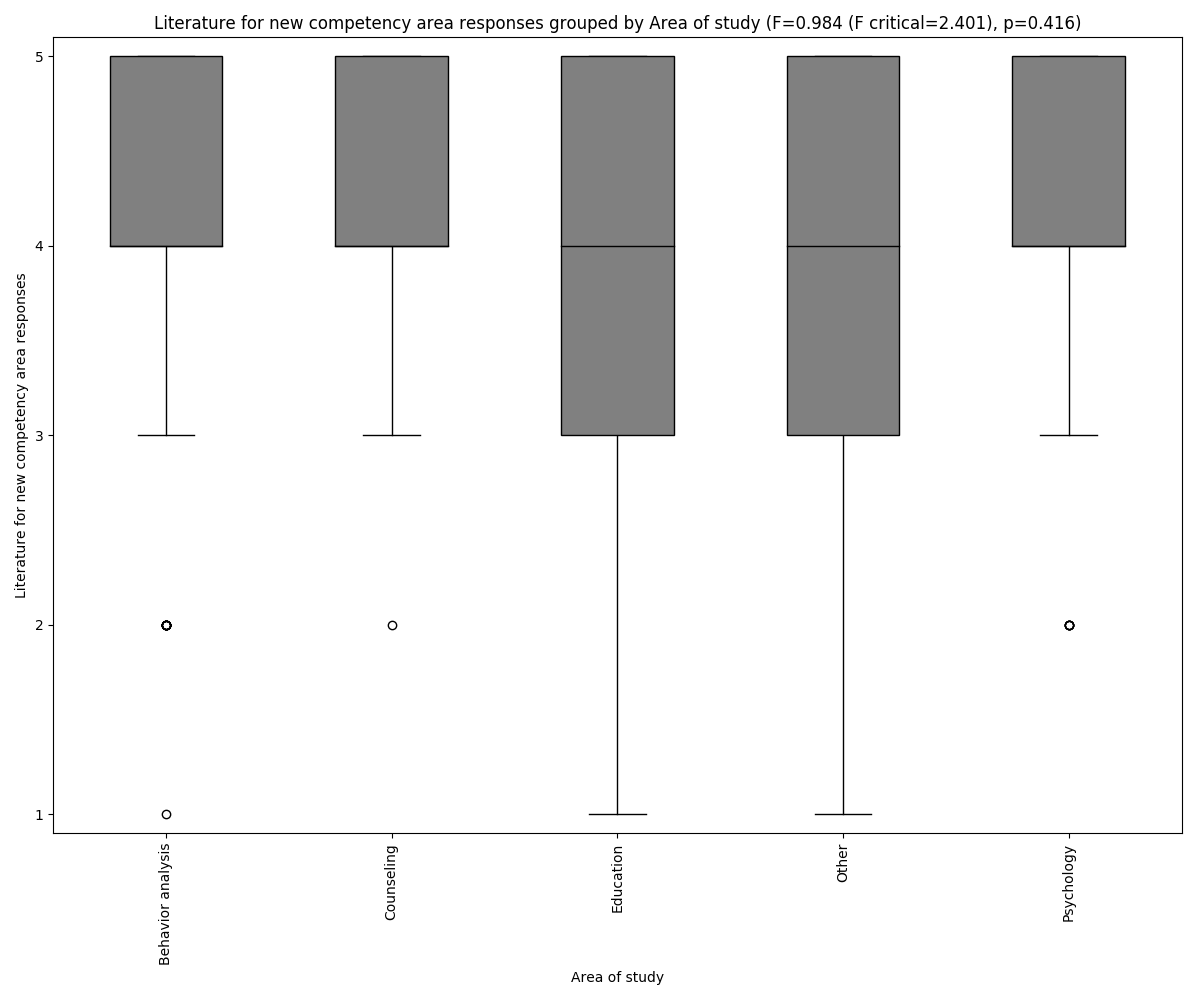 Literature for new competency area responses grouped by Area of study (F=0.984 (F critical=2.401), p=0.416)
Literature for new competency area responses
5
4
3
2
1
Behavior analysis
Counseling
Education
Other
Psychology
Area of study